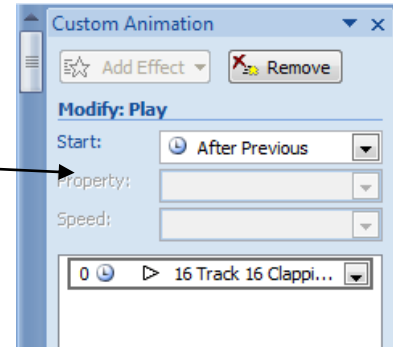 Custom Animation
Add Effect
Remove
Modify: Play
Start: After Previous
Property:
Speed:
0 16 Track 16 Clappi...